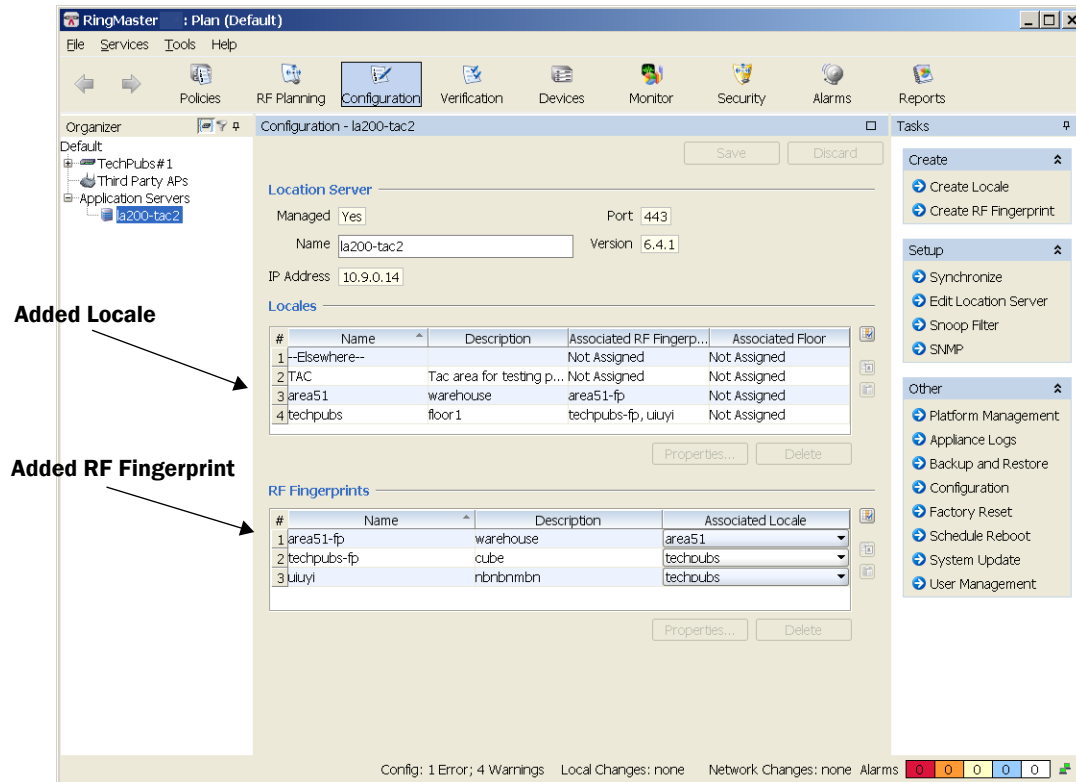 RingMaster : Plan (Default)
File Services Tools Help
Policies RF Planning Configuration Verification Devices Monitor Security Alarms Reports
Organizer
Default
TechPubs#1
Third Party APs
Application Servers
la200-tac2
Configuration - la200-tac2
Save Discard
Location Server
Managed Yes Port 443
Name la200-tac2 Version 6.4.1
IP Address 10.9.0.14
Added Locale
Locales
# Name Description Associated RF Fingerp... Associated Floor
1 --Elsewhere-- Not Assigned Not Assigned
2 TAC Tac area for testing p... Not Assigned Not Assigned
3 area51 warehouse area51-fp Not Assigned
4 techpubs floor1 techpubs-fp, uiuyi Not Assigned
Properties... Delete
Added RF Fingerprint
RF Fingerprints
# Name Description Associated Locale
1 area51-fp warehouse area51
2 techpubs-fp cube techpubs
3 uiuyi nbnbnmbn techpubs
Properties... Delete
Tasks
Create
Create Locale
Create RF Fingerprint
Setup
Synchronize
Edit Location Server
Snoop Filter
SNMP
Other
Platform Management
Appliance Logs
Backup and Restore
Configuration
Factory Reset
Schedule Reboot
System Update
User Management
Config: 1 Error; 4 Warnings Local Changes: none Network Changes: none Alarms 0 0 0 0 0